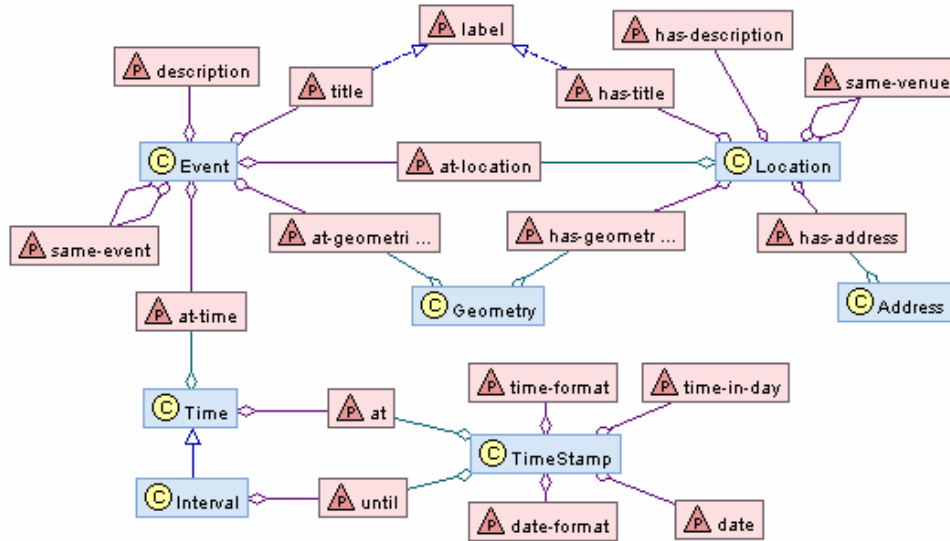 P label
P has-description
P description
P same-venue
P title
P has-title
C Event
P at-location
C Location
P same-event
P at-geometri ...
P has-geometr ...
P has-address
C Geometry
C Address
P at-time
P time-format
P time-in-day
C Time
P at
C TimeStamp
C Interval
P until
P date-format
P date